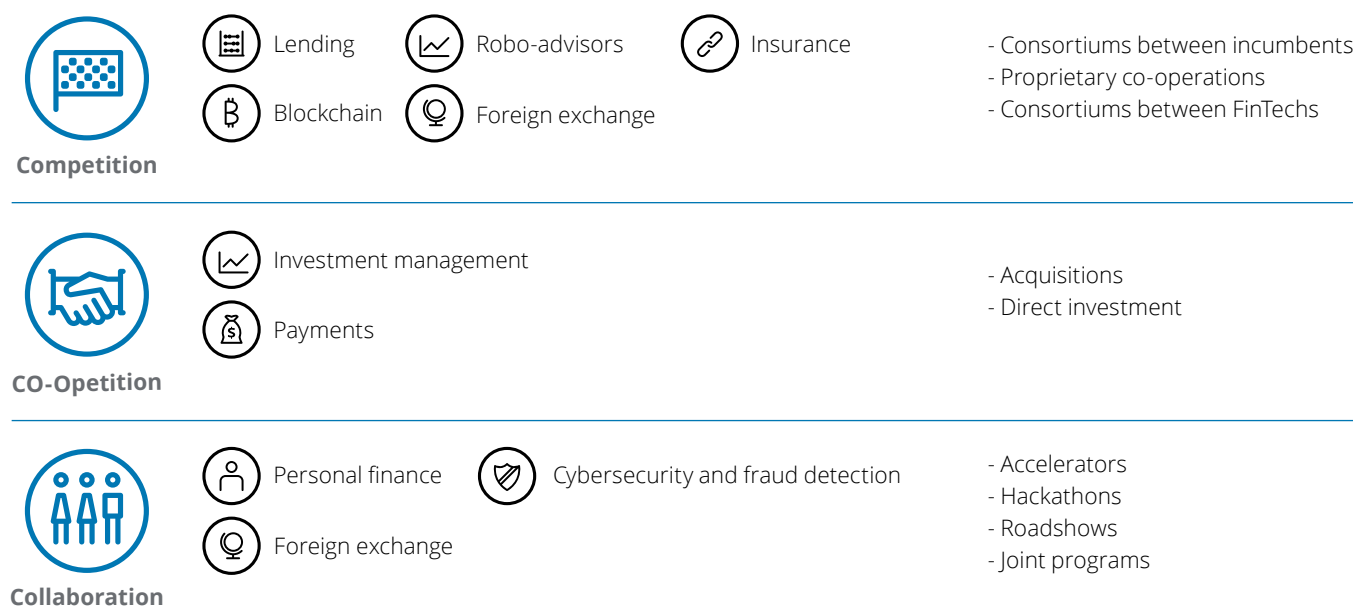 Lending
Robo-advisors
Insurance
Blockchain
Foreign exchange
- Consortiums between incumbents
- Proprietary co-operations
- Consortiums between FinTechs
Competition
Investment management
Payments
- Acquisitions
- Direct investment
CO-Opetition
Personal finance
Cybersecurity and fraud detection
Foreign exchange
- Accelerators
- Hackathons
- Roadshows
- Joint programs
Collaboration